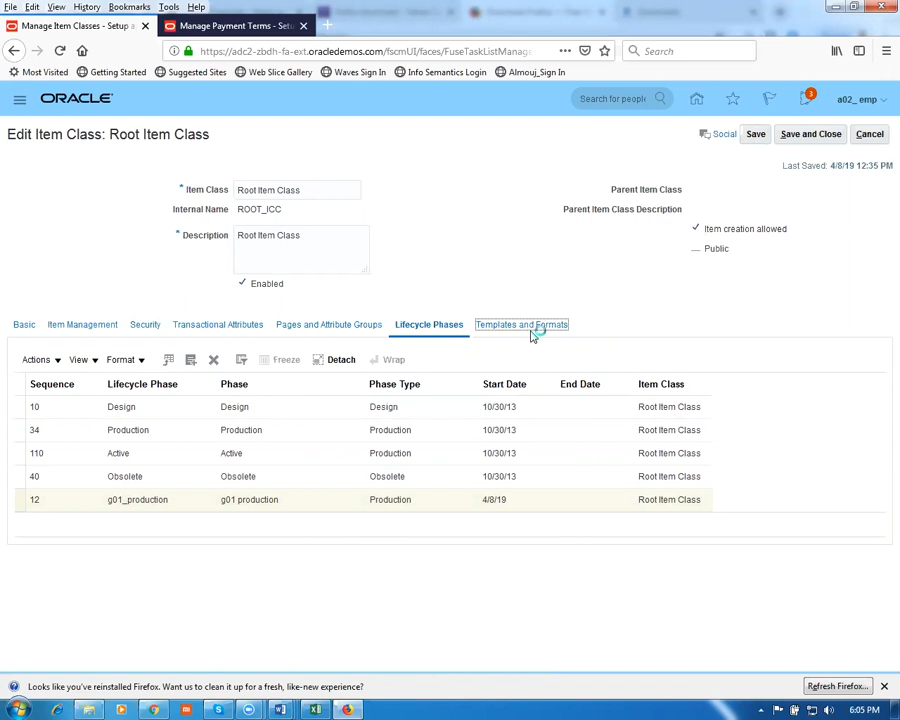 File Edit View History Bookmarks Tools Help
Manage Item Classes - Setup a
Manage Payment Terms - Setu
https://adc2-zbdh-fa-ext.oracledemos.com/fscmUI/faces/FuseTaskListManag
Search
Most Visited Getting Started Suggested Sites Web Slice Gallery Waves Sign In Info Semantics Login Almouj_Sign In
ORACLE
Search for people
3
a02_ emp
Edit Item Class: Root Item Class
Social Save Save and Close Cancel
Last Saved: 4/8/19 12:35 PM
* Item Class Root Item Class
Parent Item Class
Internal Name ROOT_ICC
Parent Item Class Description
* Description Root Item Class
Item creation allowed
Public
Enabled
Basic Item Management Security Transactional Attributes Pages and Attribute Groups Lifecycle Phases Templates and Formats
Actions View Format Freeze Detach Wrap
Sequence Lifecycle Phase Phase Phase Type Start Date End Date Item Class
10 Design Design Design 10/30/13 Root Item Class
34 Production Production Production 10/30/13 Root Item Class
110 Active Active Production 10/30/13 Root Item Class
40 Obsolete Obsolete Obsolete 10/30/13 Root Item Class
12 g01_production g01 production Production 4/8/19 Root Item Class
Looks like you've reinstalled Firefox. Want us to clean it up for a fresh, like-new experience?
Refresh Firefox...
6:05 PM